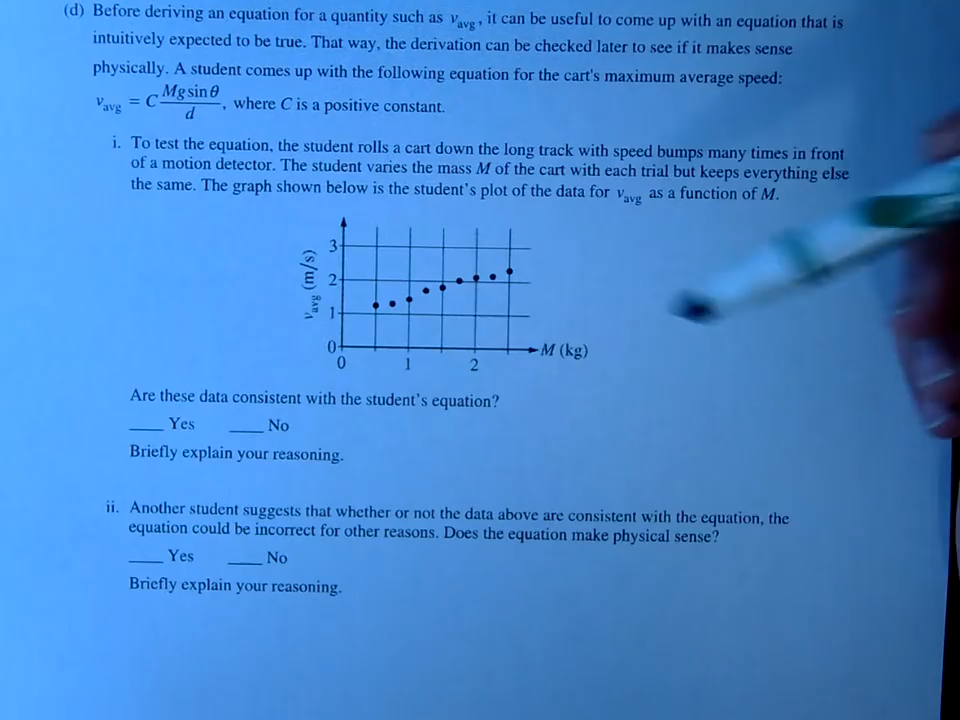 (d) Before deriving an equation for a quantity such as v_avg, it can be useful to come up with an equation that is
intuitively expected to be true. That way, the derivation can be checked later to see if it makes sense
physically. A student comes up with the following equation for the cart's maximum average speed:
v_avg = C Mg sin θ / d, where C is a positive constant.
i. To test the equation, the student rolls a cart down the long track with speed bumps many times in front
of a motion detector. The student varies the mass M of the cart with each trial but keeps everything else
the same. The graph shown below is the student's plot of the data for v_avg as a function of M.
v_avg (m/s)
3
2
1
0
0 1 2 M (kg)
Are these data consistent with the student's equation?
____ Yes ____ No
Briefly explain your reasoning.
ii. Another student suggests that whether or not the data above are consistent with the equation, the
equation could be incorrect for other reasons. Does the equation make physical sense?
____ Yes ____ No
Briefly explain your reasoning.